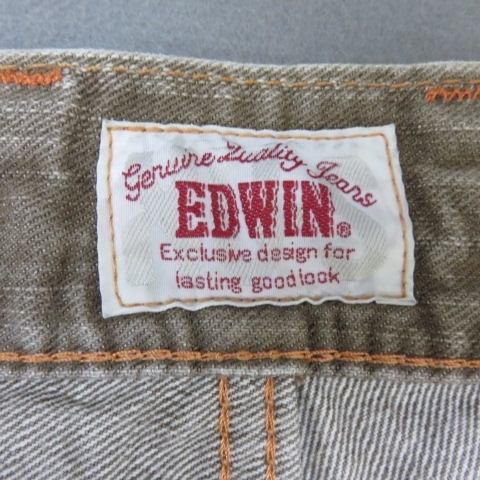 Genuine Quality Jeans
EDWIN®
Exclusive design for
lasting good look